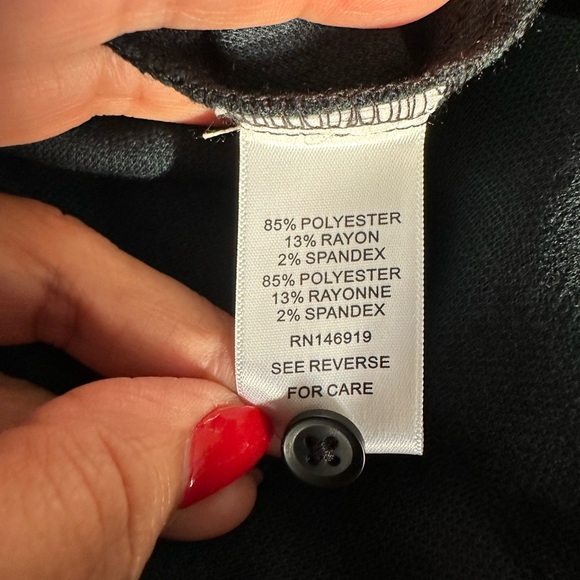 85% POLYESTER
13% RAYON
2% SPANDEX
85% POLYESTER
13% RAYONNE
2% SPANDEX
RN146919
SEE REVERSE
FOR CARE